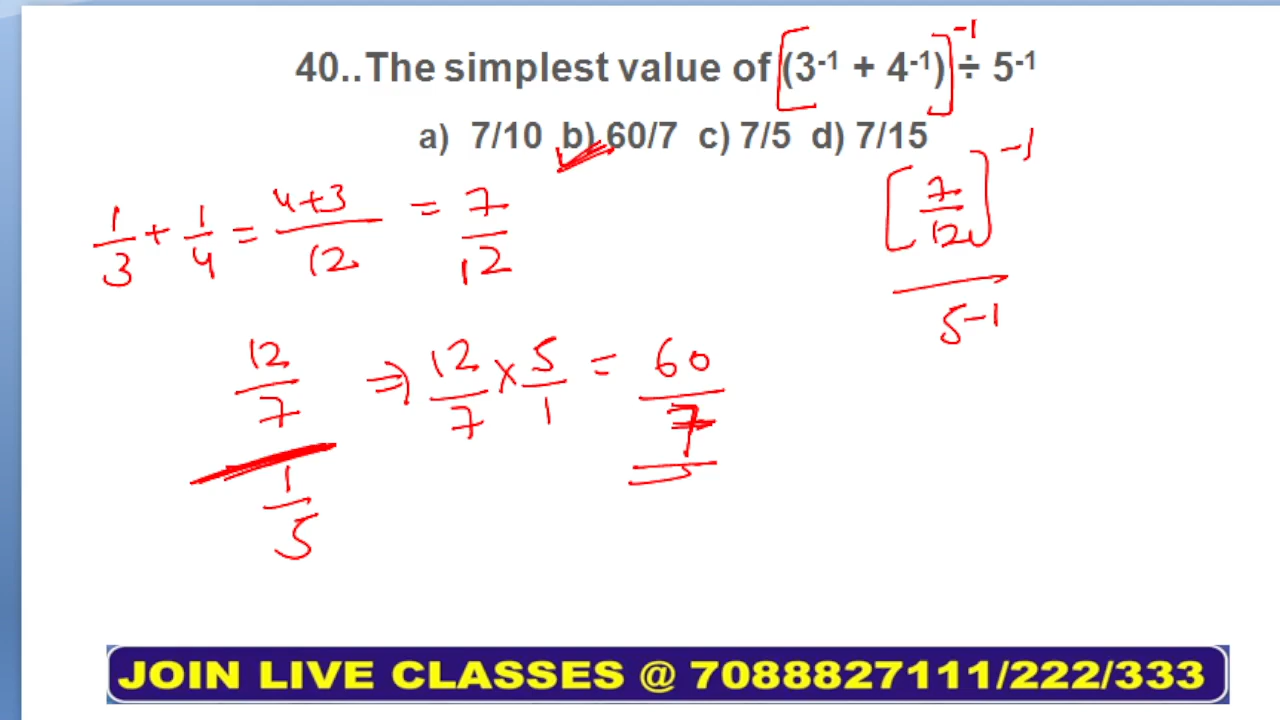 40..The simplest value of [(3⁻¹ + 4⁻¹)]⁻¹ ÷ 5⁻¹
a) 7/10 b) 60/7 c) 7/5 d) 7/15
1/3 + 1/4 = 4+3/12 = 7/12
[7/12]⁻¹ / 5-1
12/7 / 1/5 ⇒ 12/7 × 5/1 = 60/7
JOIN LIVE CLASSES @ 7088827111/222/333